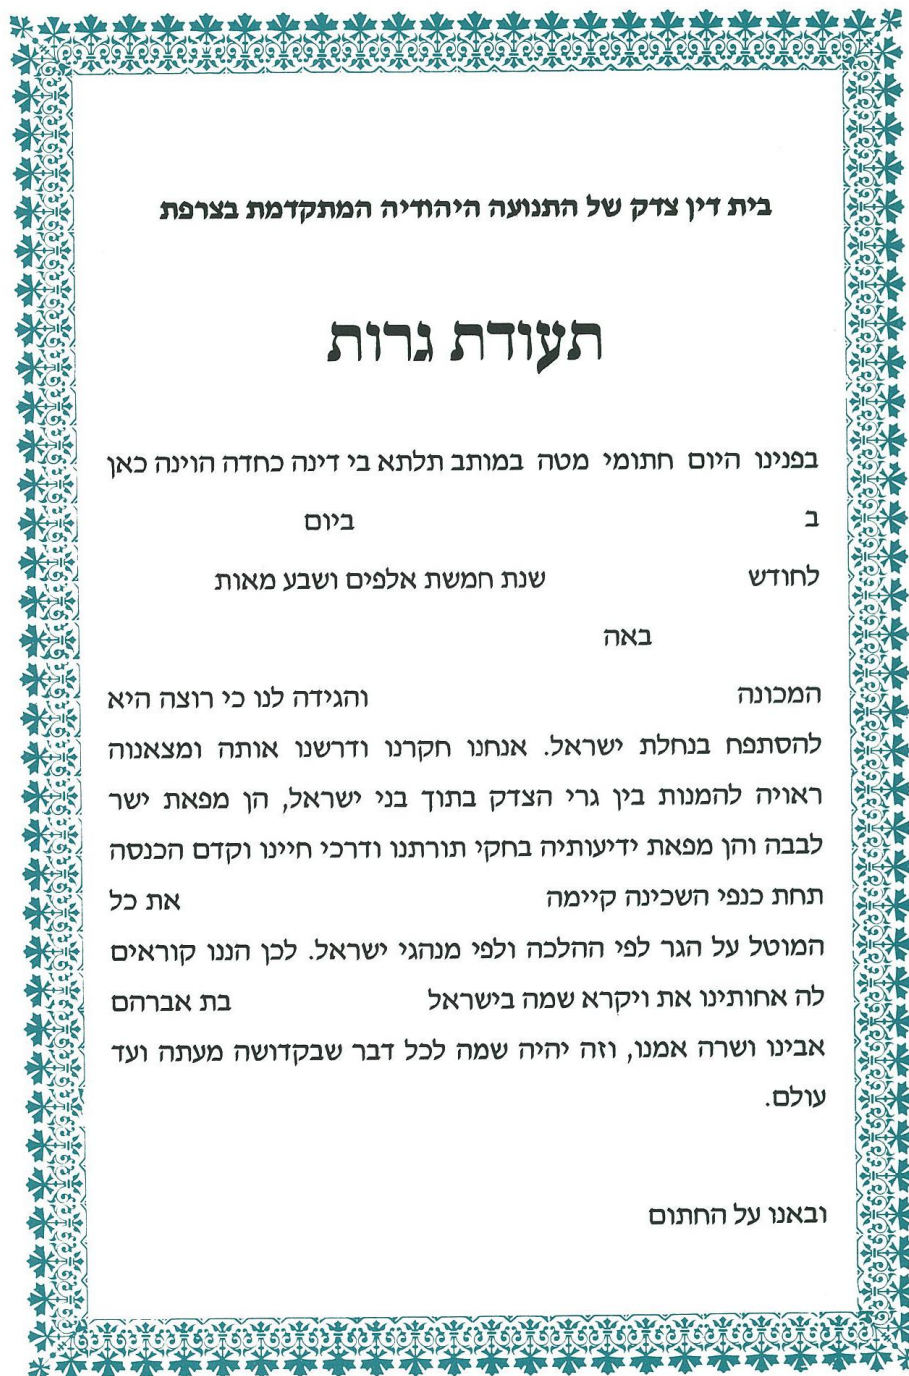 בית דין צדק של התנועה היהודיה המתקדמת בצרפת
תעודת גרות
בפנינו היום חתומי מטה במותב תלתא בי דינה כחדה הוינה כאן
ב ביום
לחודש שנת חמשת אלפים ושבע מאות
באה
המכונה והגידה לנו כי רוצה היא
להסתפח בנחלת ישראל. אנחנו חקרנו ודרשנו אותה ומצאנוה
ראויה להמנות בין גרי הצדק בתוך בני ישראל, הן מפאת ישר
לבבה והן מפאת ידיעותיה בחקי תורתנו ודרכי חיינו וקדם הכנסה
תחת כנפי השכינה קיימה את כל
המוטל על הגר לפי ההלכה ולפי מנהגי ישראל. לכן הננו קוראים
לה אחותינו את ויקרא שמה בישראל בת אברהם
אבינו ושרה אמנו, וזה יהיה שמה לכל דבר שבקדושה מעתה ועד
עולם.
ובאנו על החתום